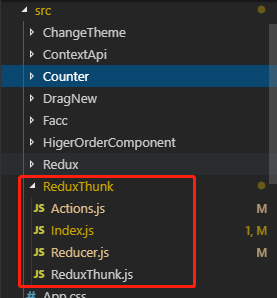 src
ChangeTheme
ContextApi
Counter
DragNew
Facc
HigerOrderComponent
Redux
ReduxThunk
JS Actions.js M
JS Index.js 1, M
JS Reducer.js M
JS ReduxThunk.js
# App.css